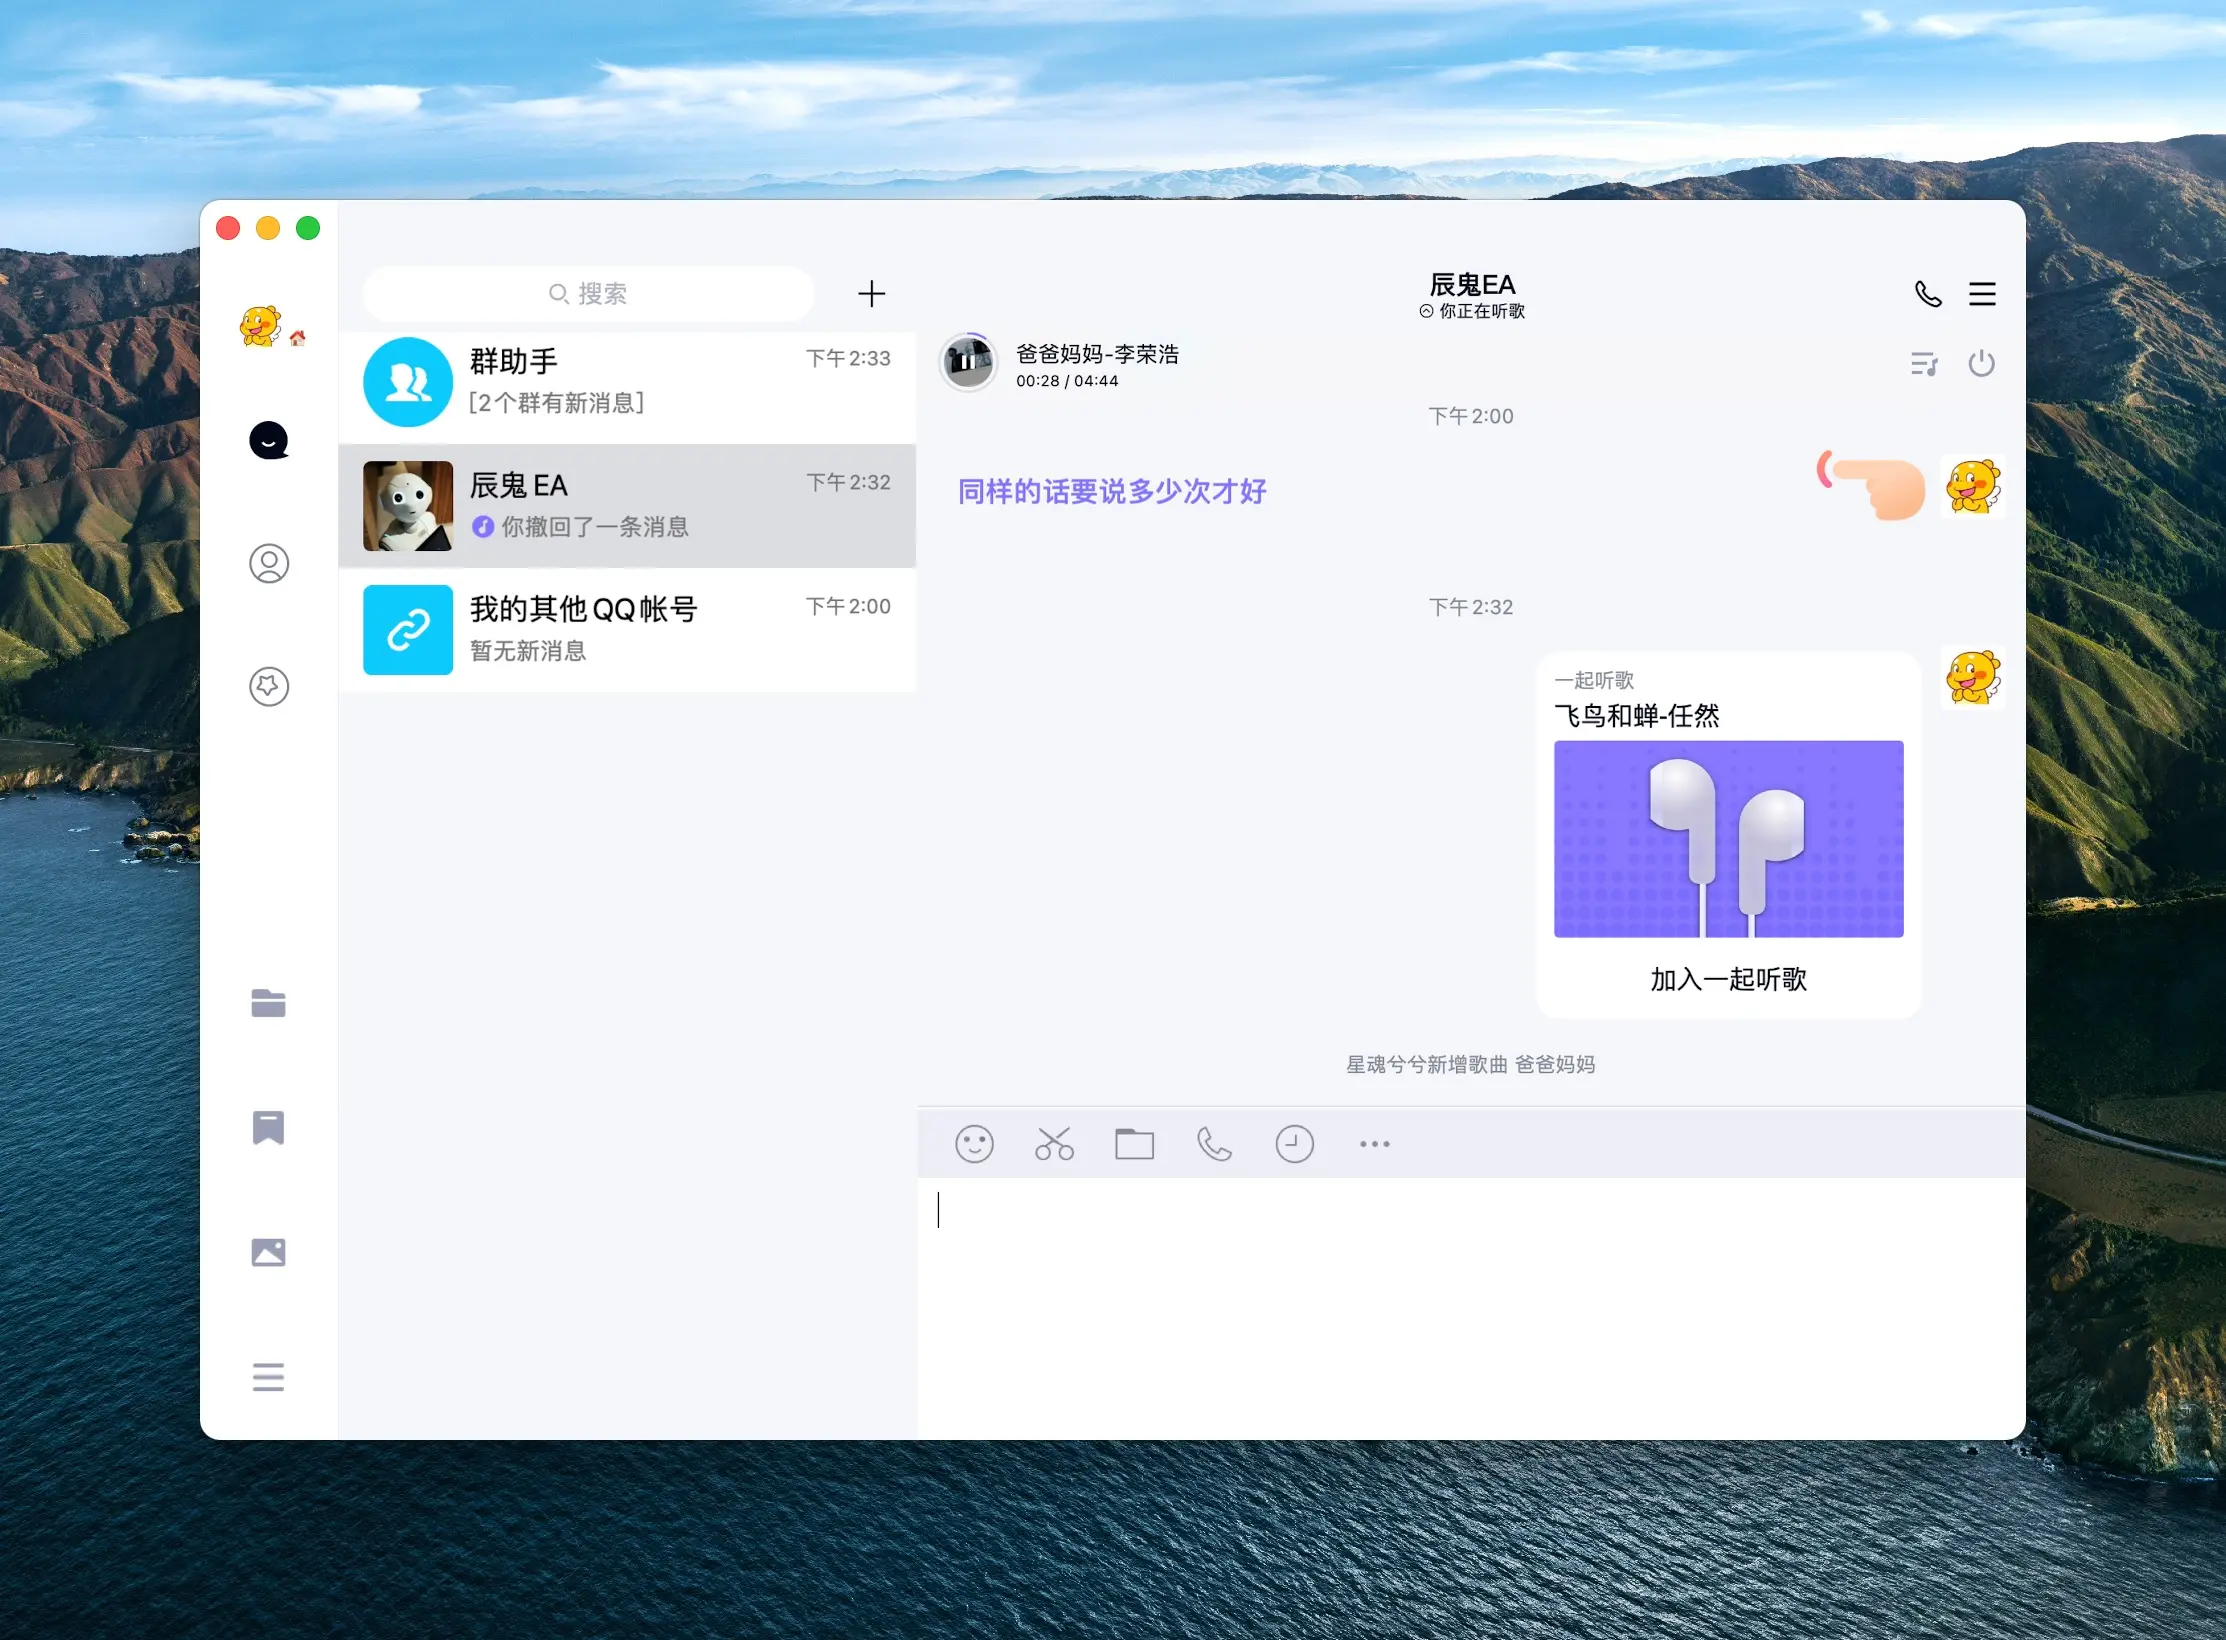 搜索
群助手
下午2:33
[2个群有新消息]
辰鬼EA
下午2:32
你撤回了一条消息
我的其他QQ帐号
下午2:00
暂无新消息
辰鬼EA
你正在听歌
爸爸妈妈-李荣浩
00:28 / 04:44
下午2:00
同样的话要说多少次才好
下午2:32
一起听歌
飞鸟和蝉-任然
加入一起听歌
星魂兮兮新增歌曲 爸爸妈妈